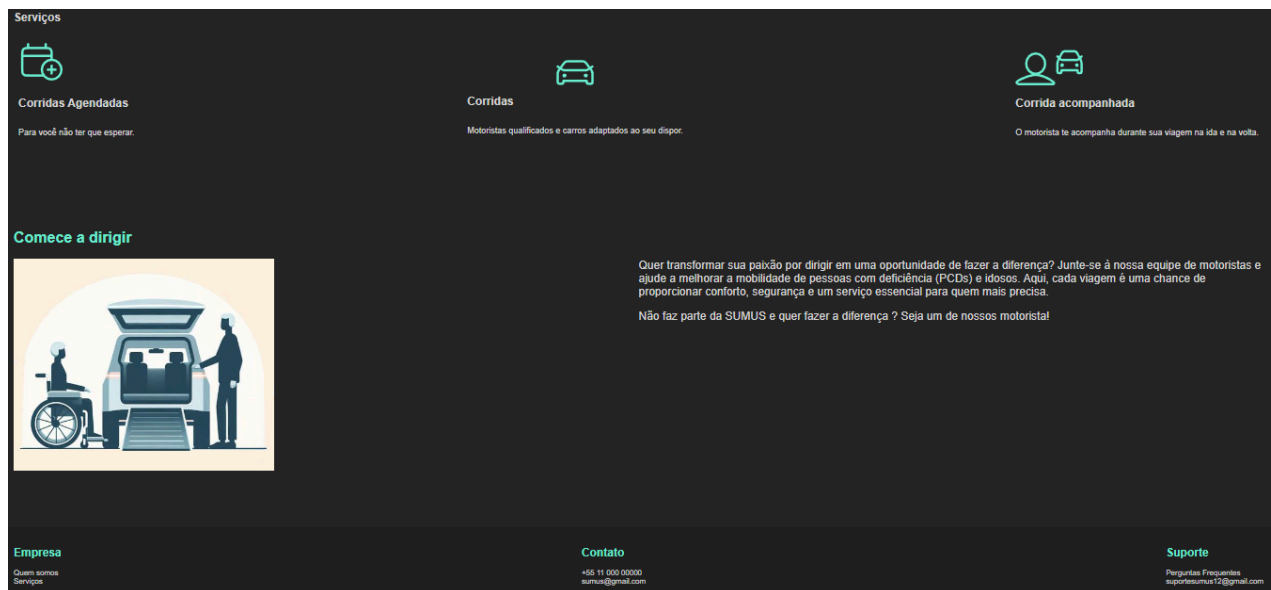 Serviços
Corridas Agendadas
Para você não ter que esperar.
Corridas
Motoristas qualificados e carros adaptados ao seu dispor.
Corrida acompanhada
O motorista te acompanha durante sua viagem na ida e na volta.
Comece a dirigir
Quer transformar sua paixão por dirigir em uma oportunidade de fazer a diferença? Junte-se à nossa equipe de motoristas e
ajude a melhorar a mobilidade de pessoas com deficiência (PCDs) e idosos. Aqui, cada viagem é uma chance de
proporcionar conforto, segurança e um serviço essencial para quem mais precisa.
Não faz parte da SUMUS e quer fazer a diferença ? Seja um de nossos motorista!
Empresa
Quem somos
Serviços
Contato
+55 11 000 00000
sumus@gmail.com
Suporte
Perguntas Frequentes
suportesumus12@gmail.com